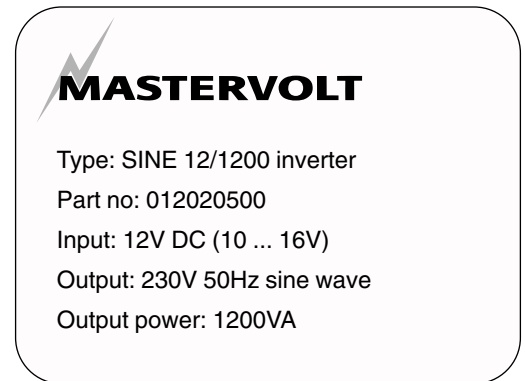 MASTERVOLT
Type: SINE 12/1200 inverter
Part no: 012020500
Input: 12V DC (10 ... 16V)
Output: 230V 50Hz sine wave
Output power: 1200VA